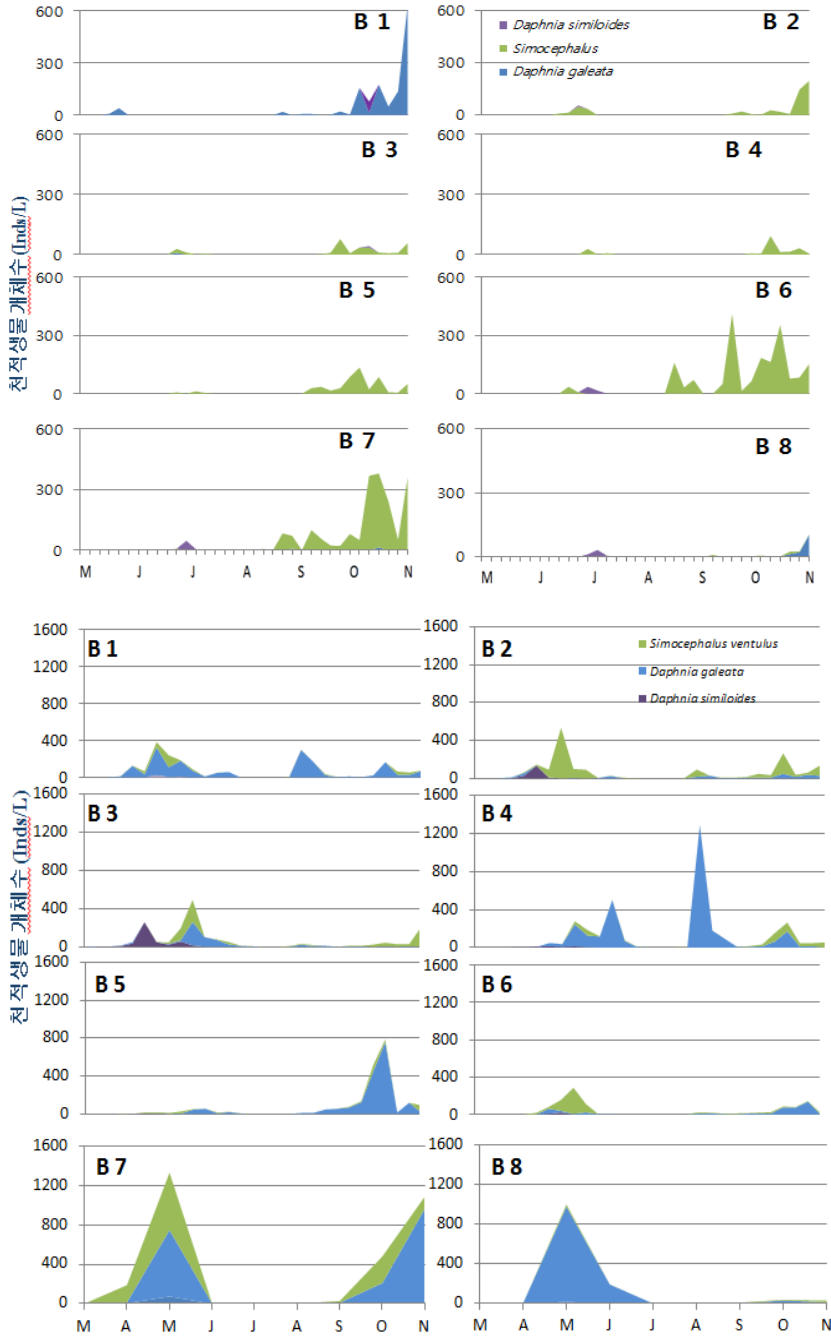 B 1
600
300
0
B 2
600
300
0
Daphnia similoides
Simocephalus
Daphnia galeata
B 3
600
300
0
B 4
600
300
0
B 5
600
300
0
B 6
600
300
0
B 7
600
300
0
M J J A S O N
B 8
600
300
0
M J J A S O N
천적생물 개체수 (Inds/L)
B 1
1600
1200
800
400
0
B 2
1600
1200
800
400
0
Simocephalus ventulus
Daphnia galeata
Daphnia similoides
B 3
1600
1200
800
400
0
B 4
1600
1200
800
400
0
B 5
1600
1200
800
400
0
B 6
1600
1200
800
400
0
B 7
1600
1200
800
400
0
M A M J J A S O N
B 8
1600
1200
800
400
0
M A M J J A S O N
천적생물 개체수 (Inds/L)